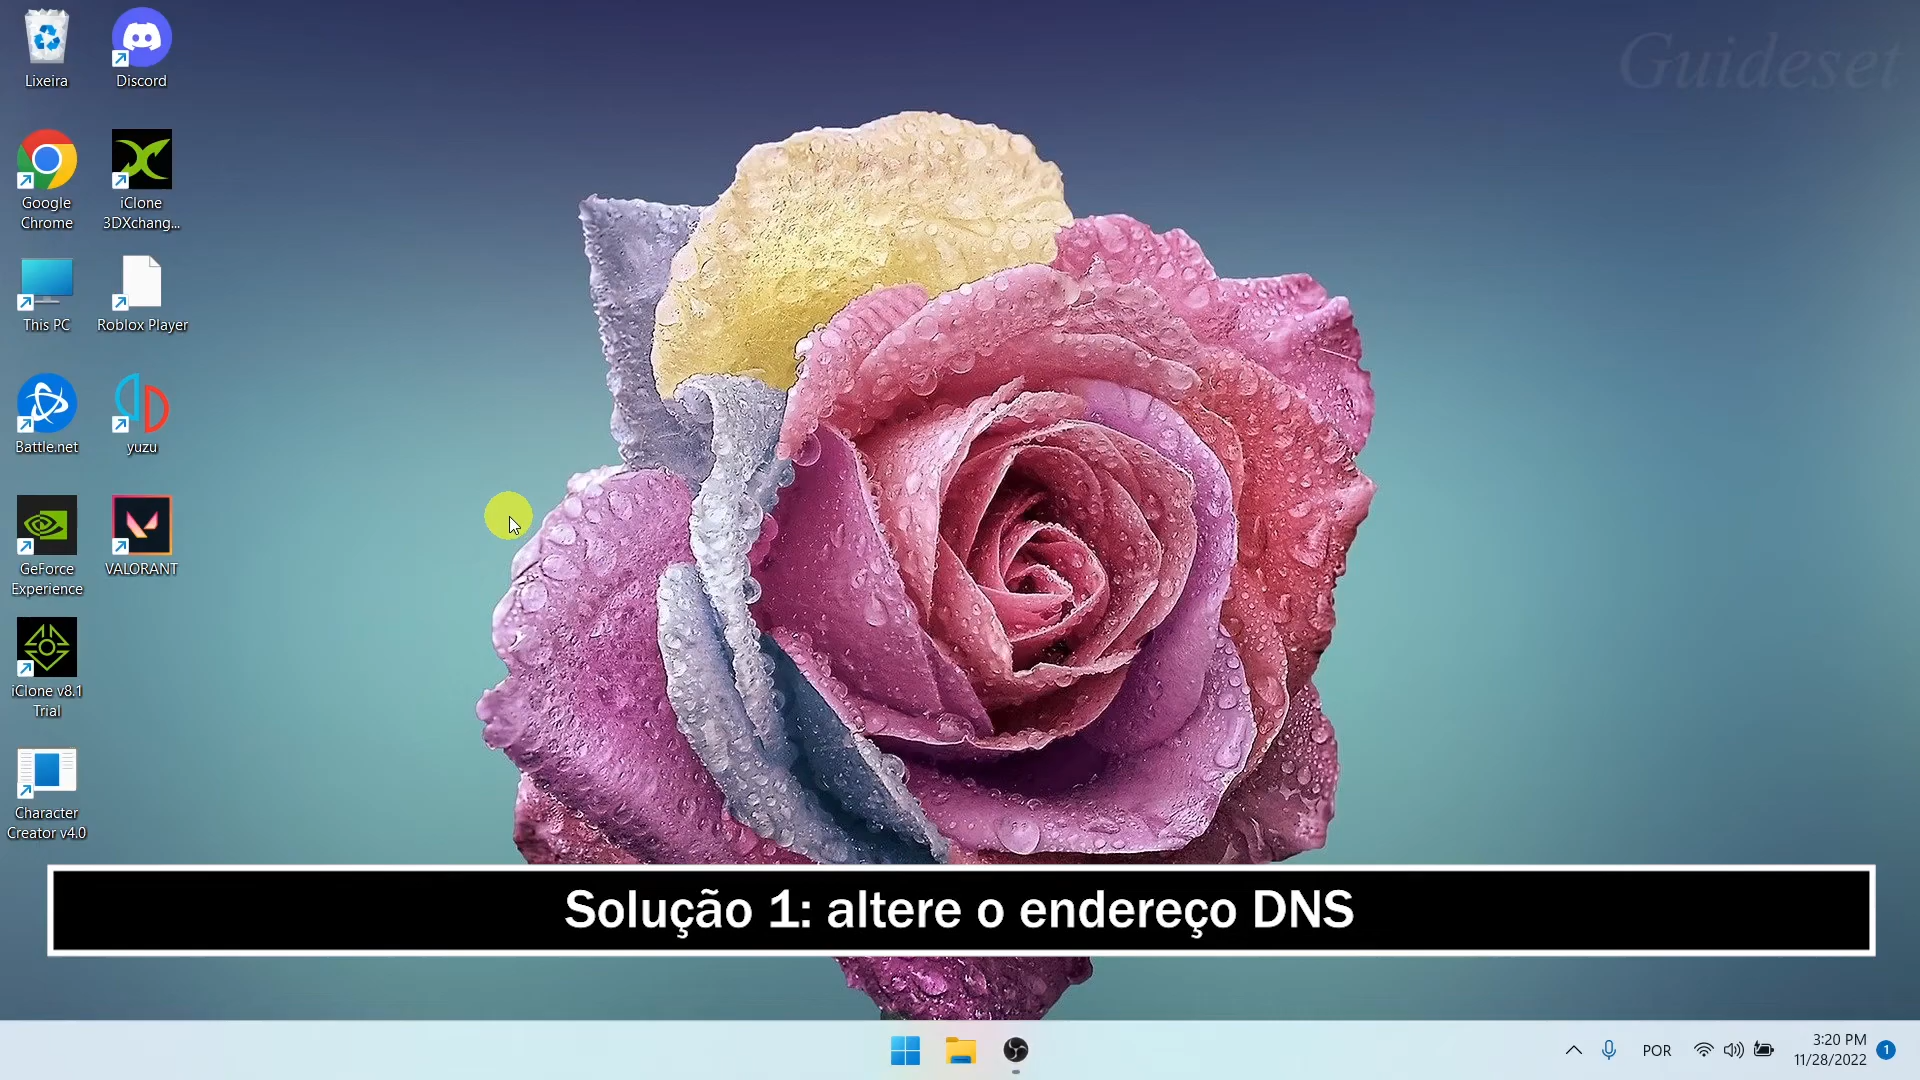 Guideset
Lixeira
Discord
Google
Chrome
iClone
3DXchang...
This PC
Roblox Player
Battle.net
yuzu
GeForce
Experience
VALORANT
iClone v8.1
Trial
Character
Creator v4.0
Solução 1: altere o endereço DNS
POR
3:20 PM
11/28/2022
1